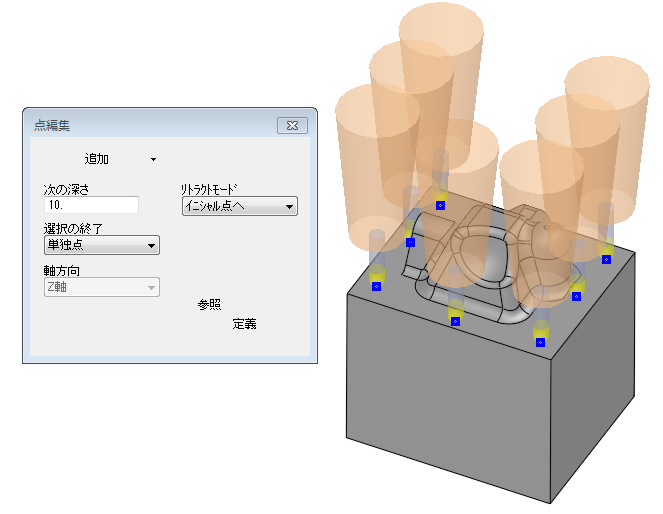 点編集
追加
次の深さ
リトラクトモード
10.
イニシャル点へ
選択の終了
単独点
軸方向
Z軸
参照
定義